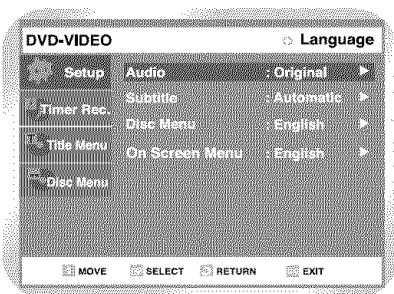 DVD-VIDEO Language
Setup Audio : Original
Subtitle : Automatic
Timer Rec.
Disc Menu : English
Title Menu
On Screen Menu : English
Disc Menu
MOVE SELECT RETURN EXIT